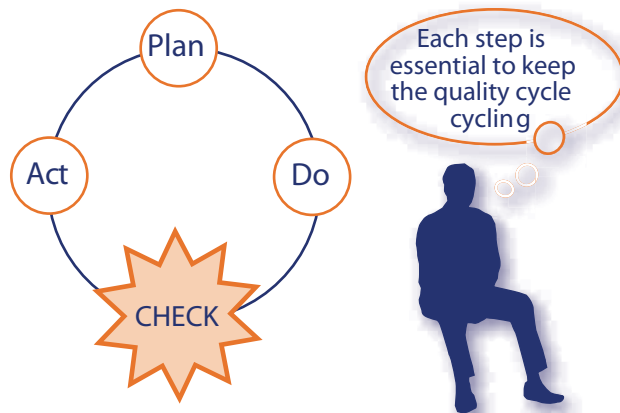 Plan
Act
Do
CHECK
Each step is
essential to keep
the quality cycle
cycling